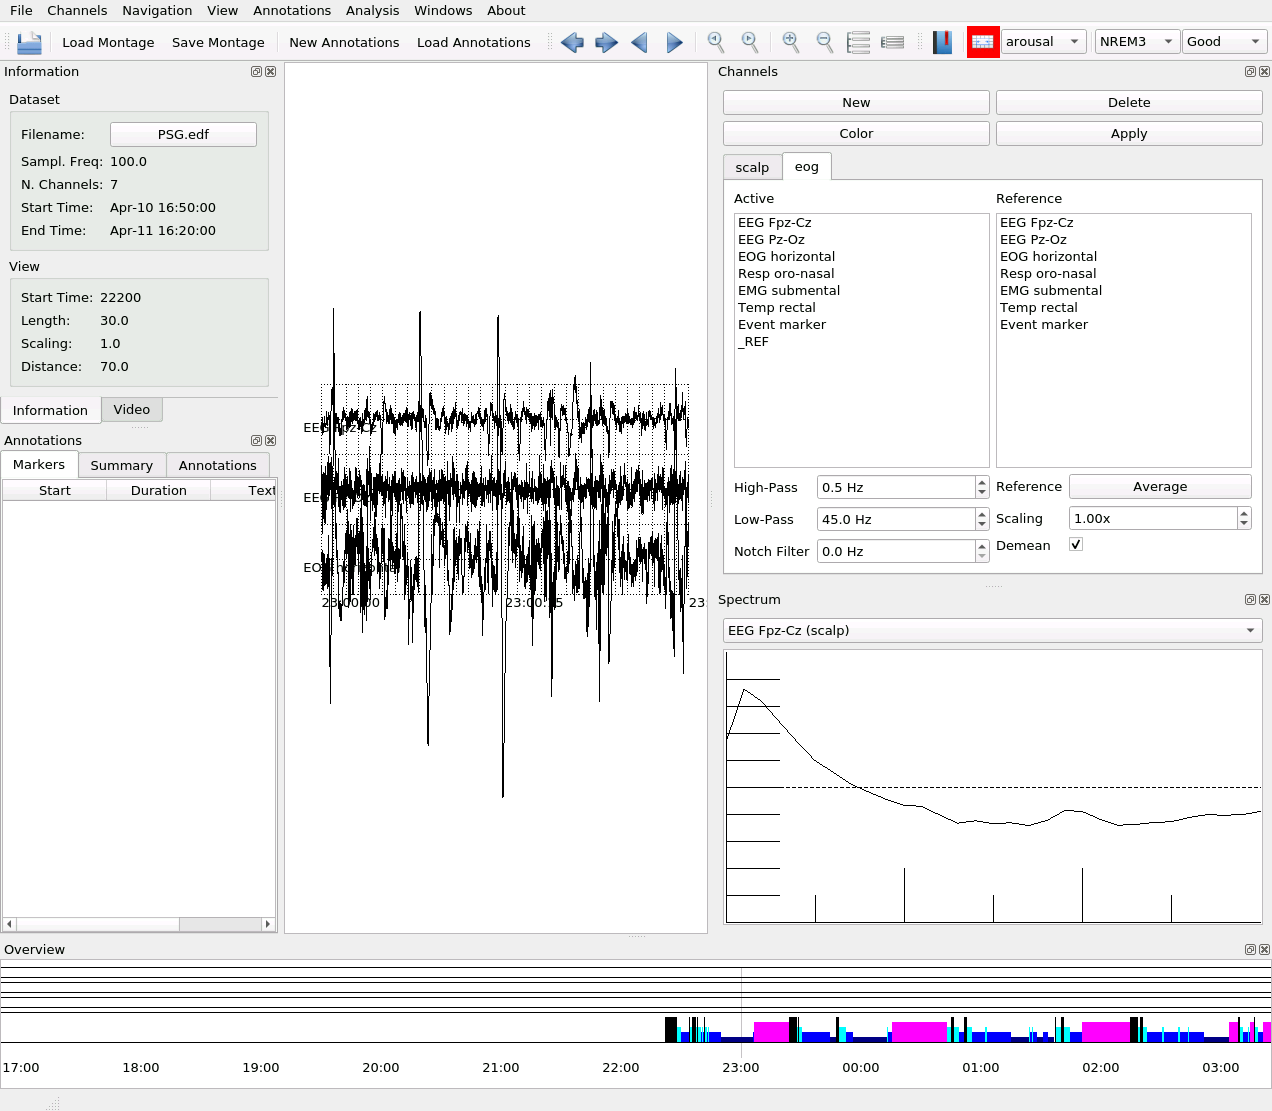 File Channels Navigation View Annotations Analysis Windows About
Load Montage Save Montage New Annotations Load Annotations arousal NREM3 Good
Information
Dataset
Filename: PSG.edf
Sampl. Freq: 100.0
N. Channels: 7
Start Time: Apr-10 16:50:00
End Time: Apr-11 16:20:00
View
Start Time: 22200
Length: 30.0
Scaling: 1.0
Distance: 70.0
Information Video
Annotations
Markers Summary Annotations
Start Duration Text
EEG Fpz-Cz
23:00:00
Channels
New Delete
Color Apply
scalp eog
Active Reference
EEG Fpz-Cz EEG Fpz-Cz
EEG Pz-Oz EEG Pz-Oz
EOG horizontal EOG horizontal
Resp oro-nasal Resp oro-nasal
EMG submental EMG submental
Temp rectal Temp rectal
Event marker Event marker
_REF
High-Pass 0.5 Hz Reference Average
Low-Pass 45.0 Hz Scaling 1.00x
Notch Filter 0.0 Hz Demean
Spectrum
EEG Fpz-Cz (scalp)
Overview
17:00 18:00 19:00 20:00 21:00 22:00 23:00 00:00 01:00 02:00 03:00